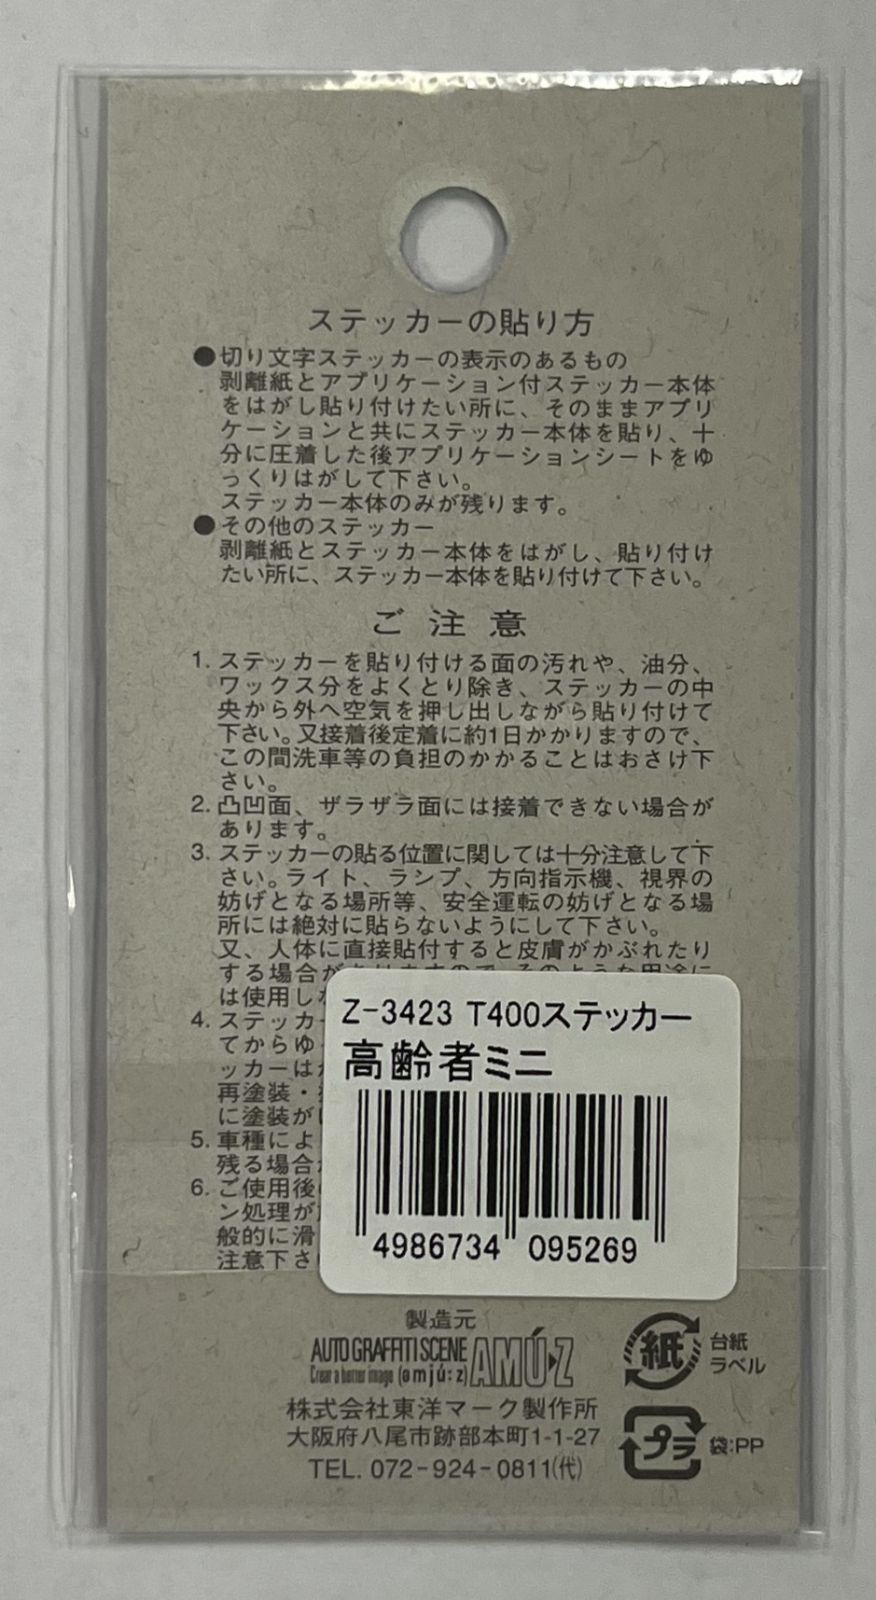 ステッカーの貼り方
●切り文字ステッカーの表示のあるもの
剥離紙とアプリケーション付ステッカー本体
をはがし貼り付けたい所に、そのままアプリ
ケーションと共にステッカー本体を貼り、十
分に圧着した後アプリケーションシートをゆ
っくりはがして下さい。
ステッカー本体のみが残ります。
●その他のステッカー
剥離紙とステッカー本体をはがし、貼り付け
たい所に、ステッカー本体を貼り付けて下さい。
ご注意
1. ステッカーを貼り付ける面の汚れや、油分、
ワックス分をよくとり除き、ステッカーの中
央から外へ空気を押し出しながら貼り付けて
下さい。又接着後定着に約1日かかりますので、
この間洗車等の負担のかかることはおさけ下
さい。
2. 凸凹面、ザラザラ面には接着できない場合が
あります。
3. ステッカーの貼る位置に関しては十分注意して下
さい。ライト、ランプ、方向指示機、視界の
妨げとなる場所等、安全運転の妨げとなる場
所には絶対に貼らないようにして下さい。
又、人体に直接貼付すると皮膚がかぶれたり
する場合がありますので、そのような用途に
は使用し
4. ステッカー
てからゆ
ッカーは
再塗装・
に塗装が
5. 車種によ
残る場合
6. ご使用後
ン処理が
般的に滑
注意下さ
Z-3423 T400ステッカー
高齢者ミニ
4986734 095269
製造元
AUTO GRAFFITI SCENE AMÚ-Z
Creat a better image (əmjú:z)
株式会社東洋マーク製作所
大阪府八尾市跡部本町1-1-27
TEL. 072-924-0811(代)
紙 台紙
ラベル
プラ 袋:PP